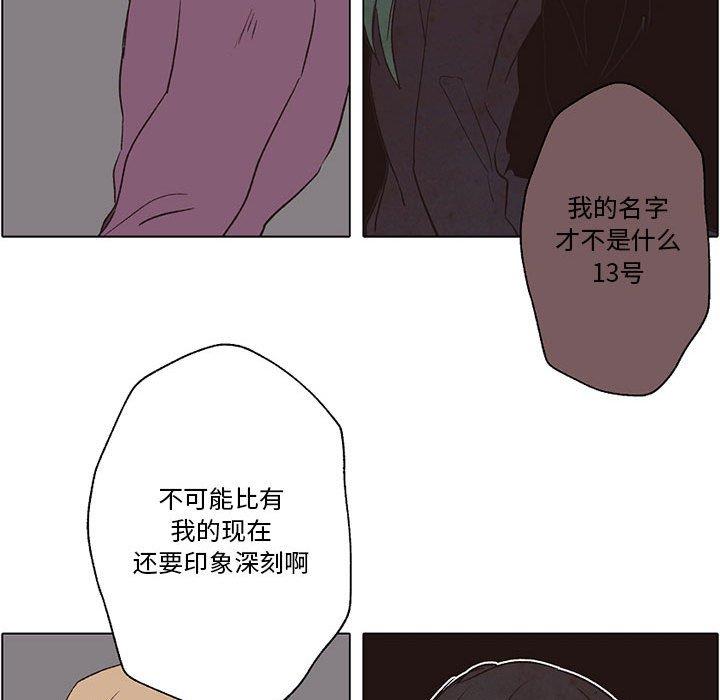 我的名字
才不是什么
13号
不可能比有
我的现在
还要印象深刻啊